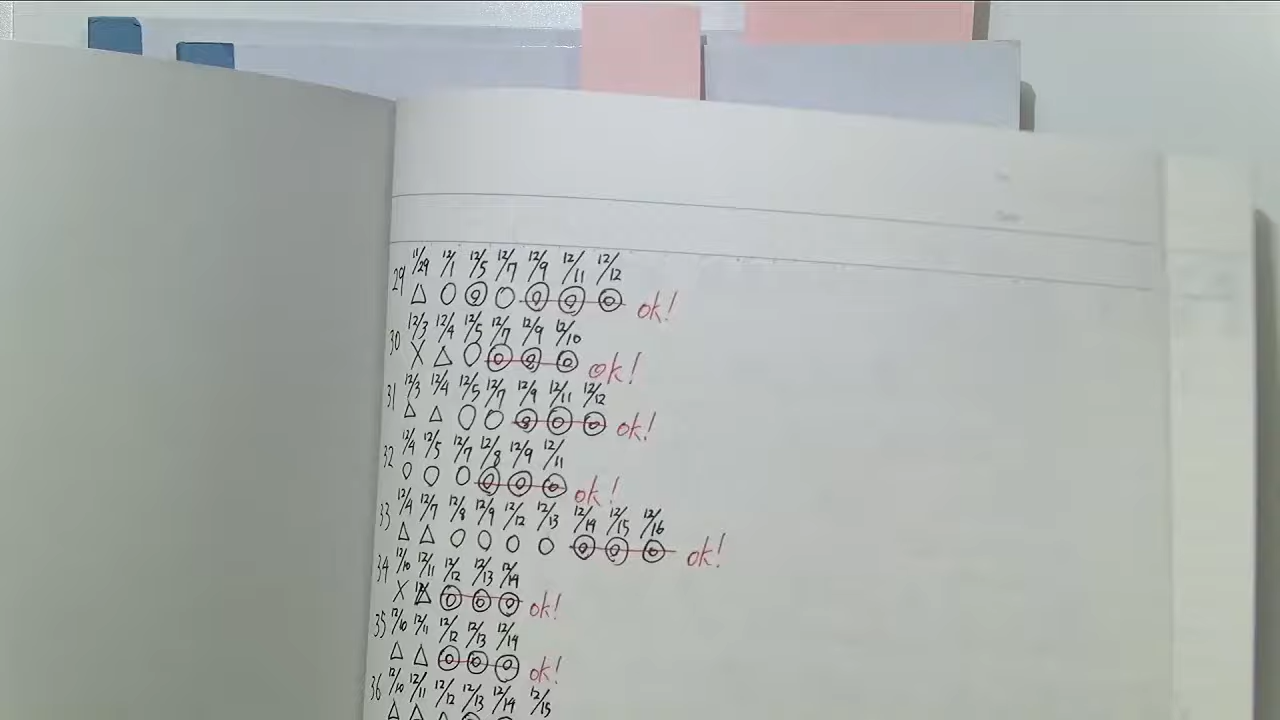 29 11/29 12/1 12/5 12/7 12/9 12/11 12/12
△ ○ ◎ ○ ◎ ◎ ◎ ok!
30 12/3 12/4 12/5 12/7 12/9 12/10
X △ ○ ◎ ◎ ◎ ok!
31 12/3 12/4 12/5 12/7 12/9 12/11 12/12
△ △ ○ ○ ◎ ◎ ◎ ok!
32 12/4 12/5 12/7 12/8 12/9 12/11
○ ○ ○ ◎ ◎ ◎ ok!
33 12/4 12/7 12/8 12/9 12/12 12/13 12/14 12/15 12/16
△ △ ○ ○ ○ ○ ◎ ◎ ◎ ok!
34 12/10 12/11 12/12 12/13 12/14
X △ ◎ ◎ ◎ ok!
35 12/10 12/11 12/12 12/13 12/14
△ △ ◎ ◎ ◎ ok!
36 12/10 12/11 12/12 12/13 12/14 12/15
△ △ △ ◎ ◎